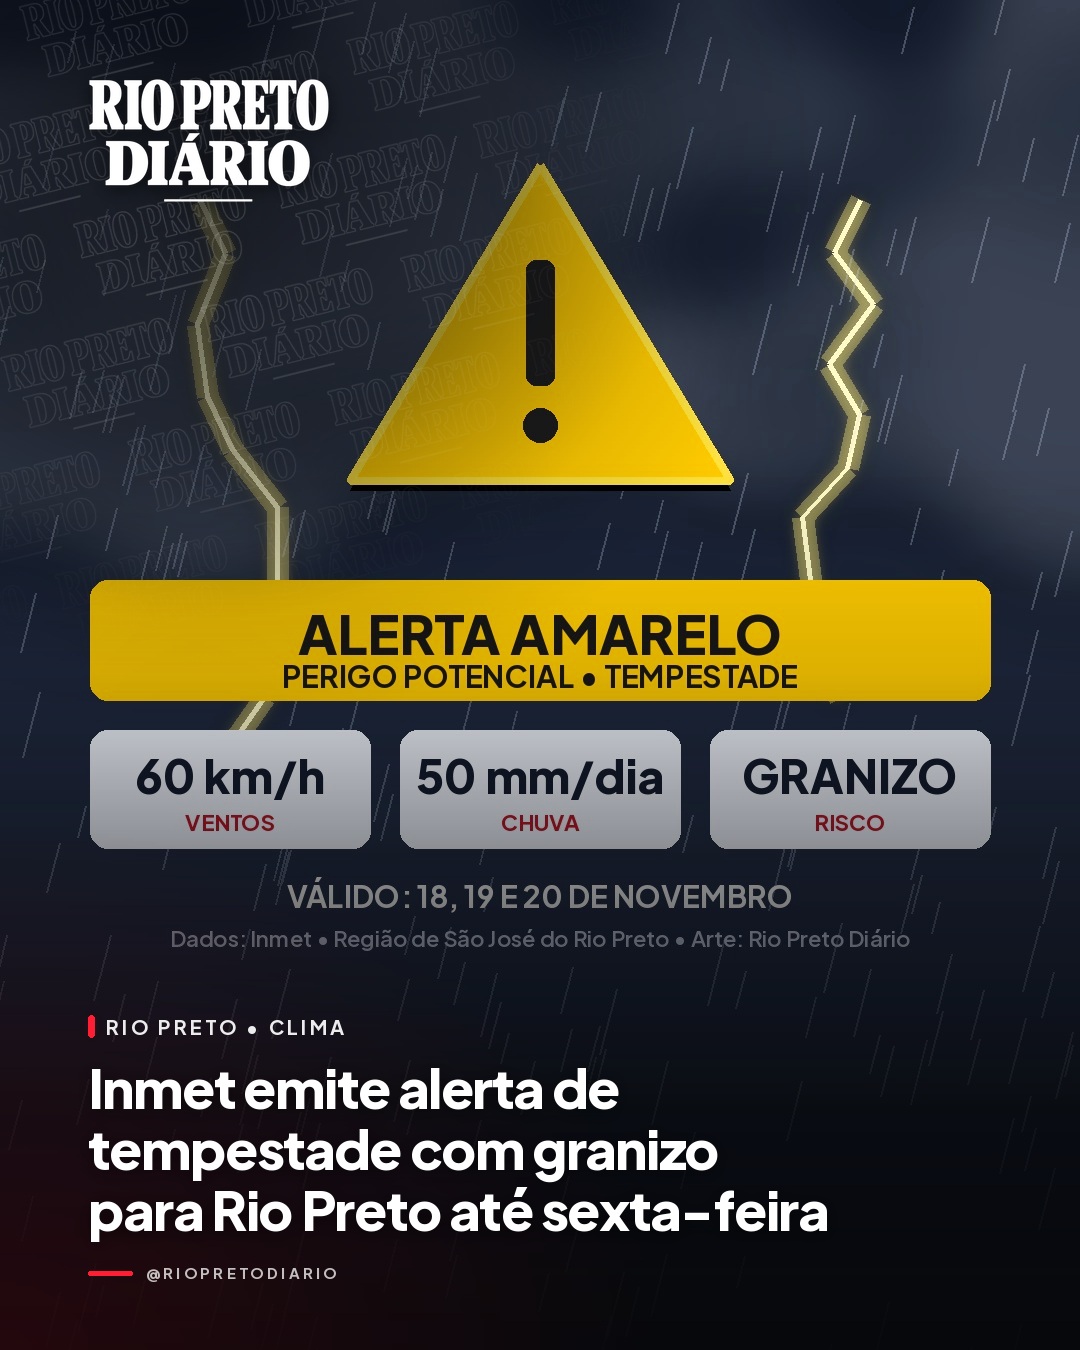 RIO PRETO
DIÁRIO
ALERTA AMARELO
PERIGO POTENCIAL • TEMPESTADE
60 km/h
VENTOS
50 mm/dia
CHUVA
GRANIZO
RISCO
VÁLIDO: 18, 19 E 20 DE NOVEMBRO
Dados: Inmet • Região de São José do Rio Preto • Arte: Rio Preto Diário
RIO PRETO • CLIMA
Inmet emite alerta de
tempestade com granizo
para Rio Preto até sexta-feira
@RIOPRETODIARIO